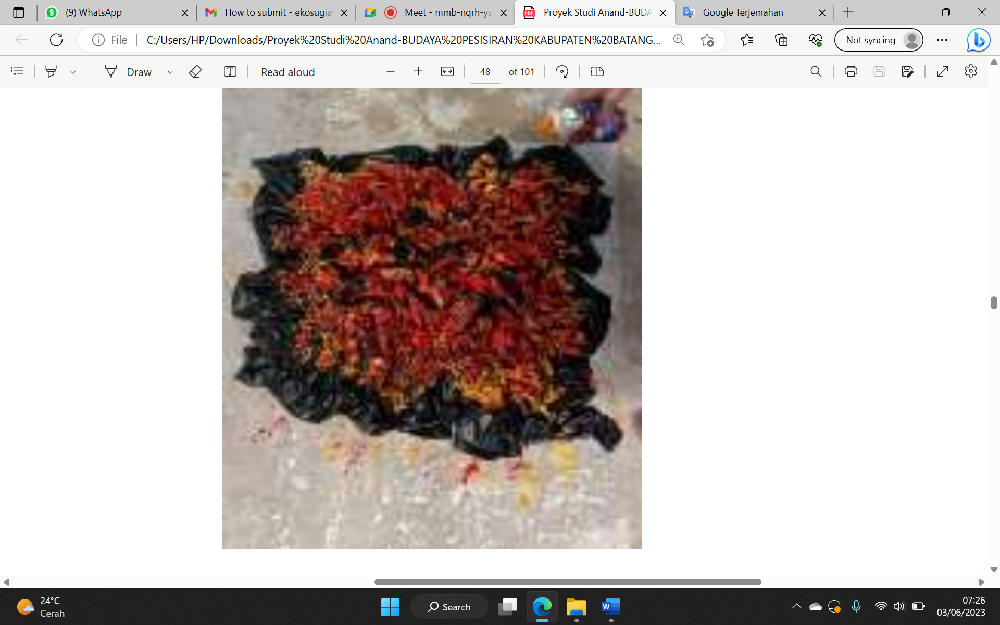 (9) WhatsApp
How to submit - ekosugia
Meet - mmb-nqrh-ys
Proyek Studi Anand-BUDA
Google Terjemahan
File
C:/Users/HP/Downloads/Proyek%20Studi%20Anand-BUDAYA%20PESISIRAN%20KABUPATEN%20BATANG...
Not syncing
Draw
Read aloud
48
of 101
24°C
Cerah
Search
07:26
03/06/2023